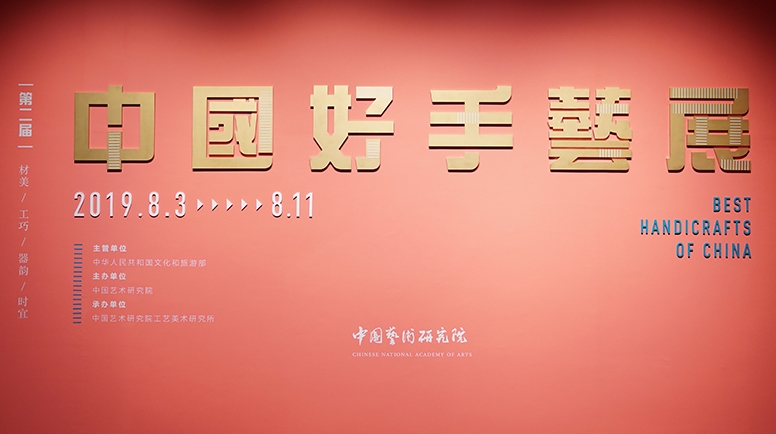 第二届
材美/工巧/器韵/时宜
中國好手藝展
2019.8.3 8.11
BEST
HANDICRAFTS
OF CHINA
主管单位
中华人民共和国文化和旅游部
主办单位
中国艺术研究院
承办单位
中国艺术研究院工艺美术研究所
中国藝術研究院
CHINESE NATIONAL ACADEMY OF ARTS